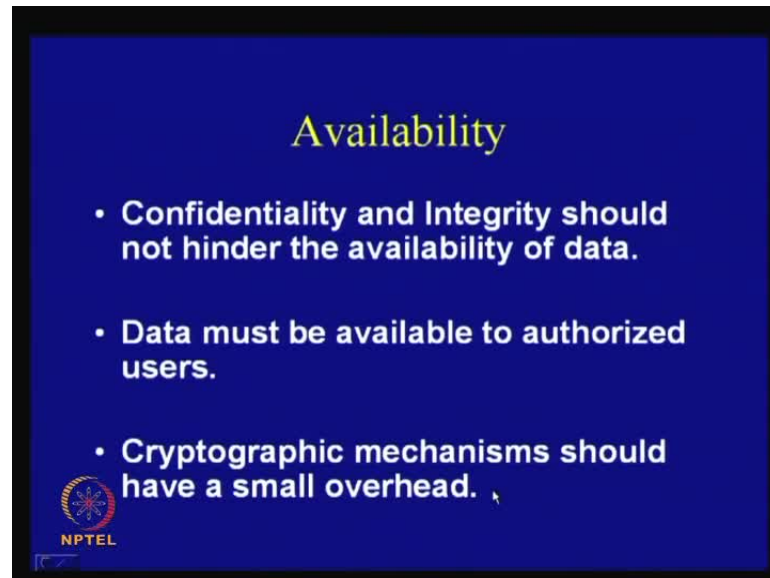 Availability
• Confidentiality and Integrity should
not hinder the availability of data.
• Data must be available to authorized
users.
• Cryptographic mechanisms should
have a small overhead.
NPTEL